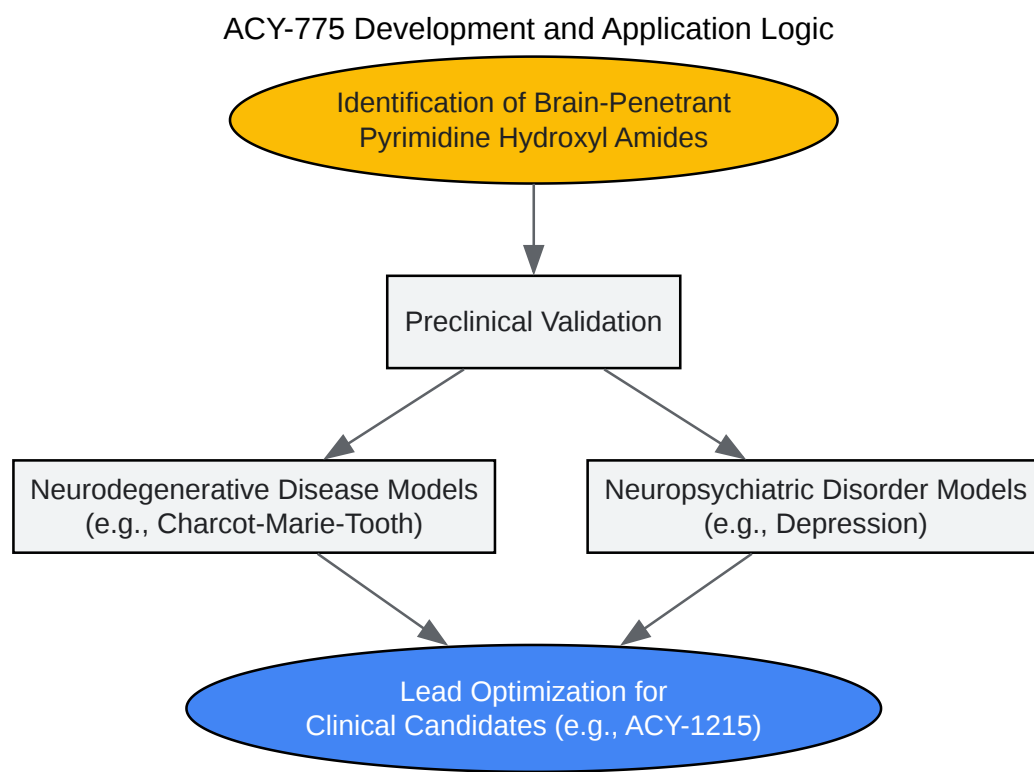 ACY-775 Development and Application Logic
Identification of Brain-Penetrant
Pyrimidine Hydroxyl Amides
Preclinical Validation
Neurodegenerative Disease Models
(e.g., Charcot-Marie-Tooth)
Neuropsychiatric Disorder Models
(e.g., Depression)
Lead Optimization for
Clinical Candidates (e.g., ACY-1215)